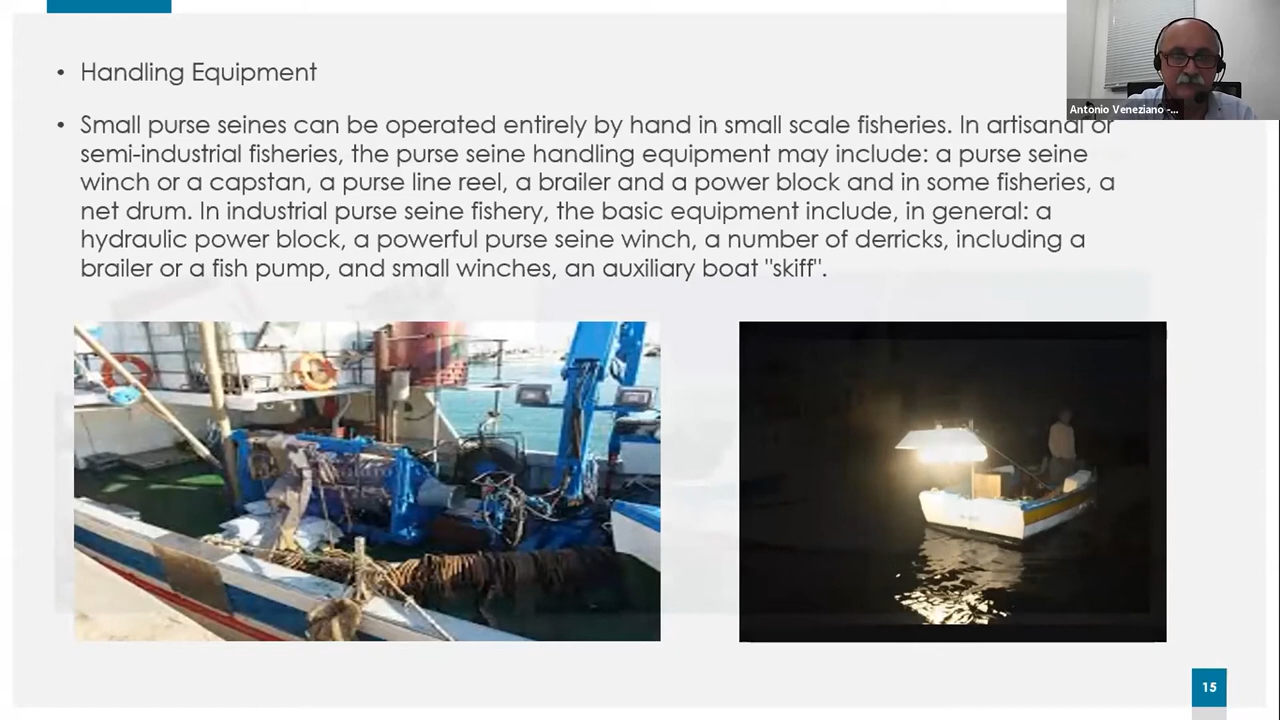 Antonio Veneziano -...
• Handling Equipment
• Small purse seines can be operated entirely by hand in small scale fisheries. In artisanal or
semi-industrial fisheries, the purse seine handling equipment may include: a purse seine
winch or a capstan, a purse line reel, a brailer and a power block and in some fisheries, a
net drum. In industrial purse seine fishery, the basic equipment include, in general: a
hydraulic power block, a powerful purse seine winch, a number of derricks, including a
brailer or a fish pump, and small winches, an auxiliary boat "skiff".
15